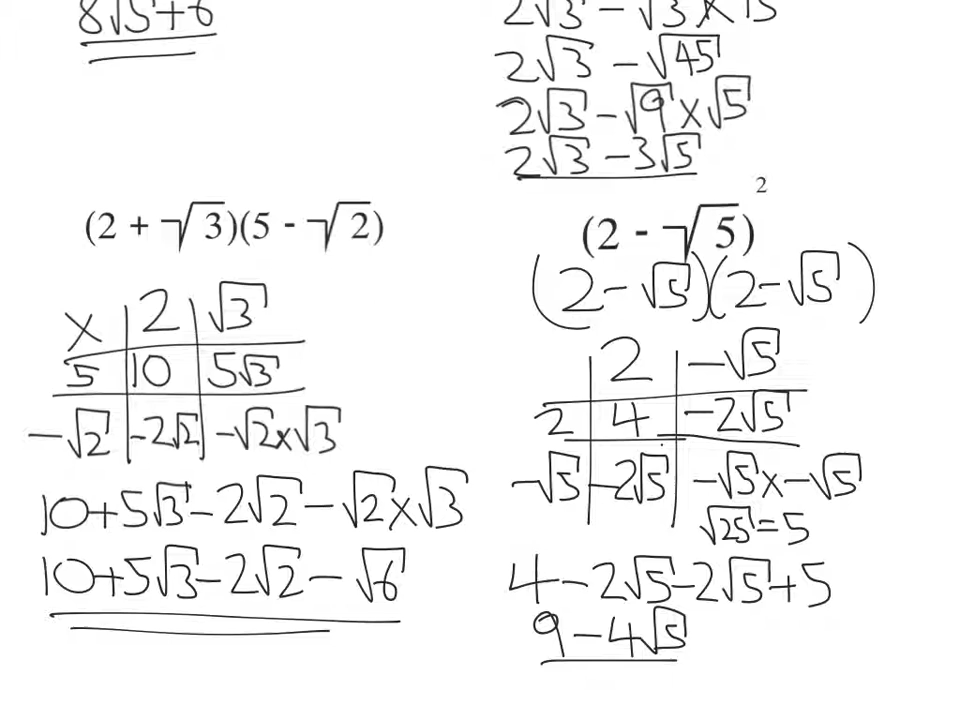 8√5+6
2√3 - √3 × 15
2√3 - √45
2√3 - √9 × √5
2√3 - 3√5
(2 + √3)(5 - √2)
× 2 √3
5 10 5√3
-√2 -2√2 -√2×√3
10+5√3-2√2-√2×√3
10+5√3-2√2-√6
(2 - √5)²
(2-√5)(2-√5)
2 -√5
2 4 -2√5
-√5 -2√5 -√5×-√5
√25=5
4-2√5-2√5+5
9-4√5